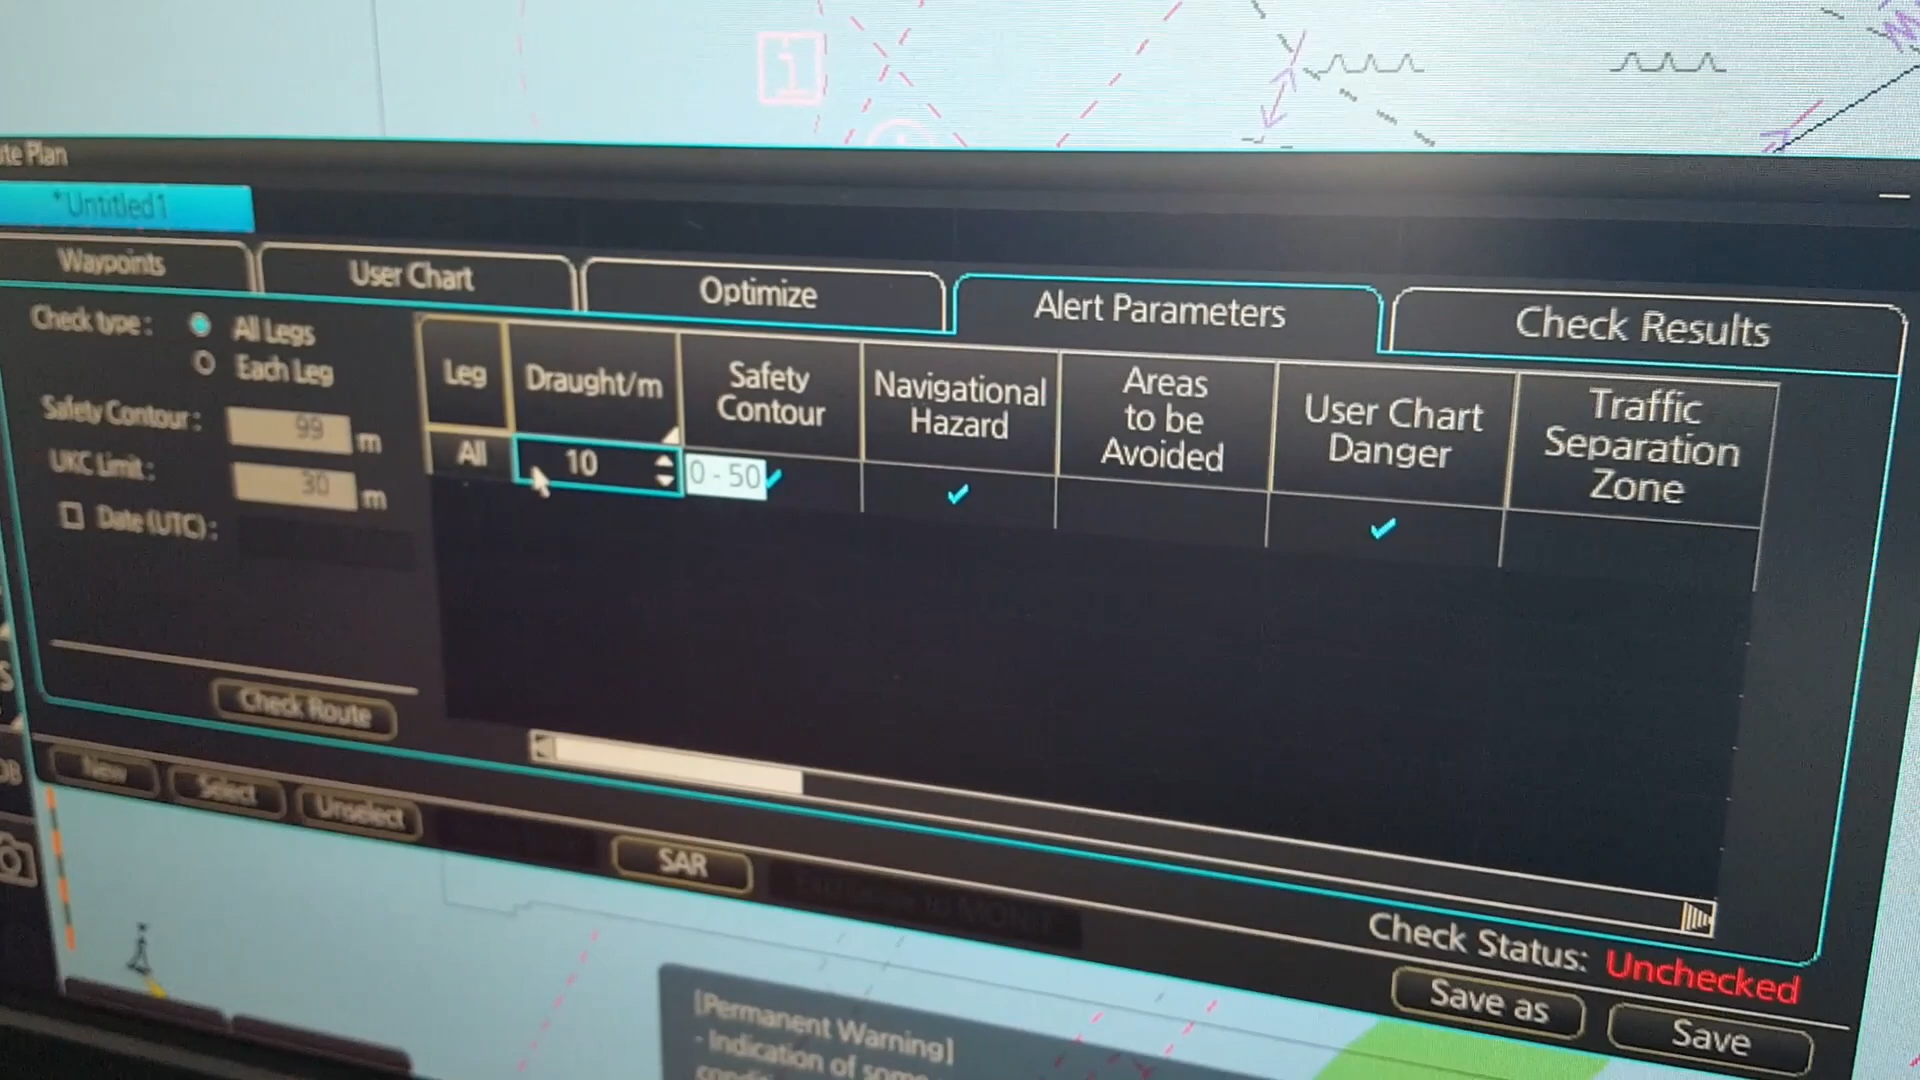 i
te Plan
*Untitled1
Waypoints
User Chart
Optimize
Alert Parameters
Check Results
Check type:
All Legs
Each Leg
Safety Contour:
99
m
UKC Limit:
30
m
Date (UTC):
Check Route
Leg
Draught/m
Safety
Contour
Navigational
Hazard
Areas
to be
Avoided
User Chart
Danger
Traffic
Separation
Zone
All
10
0 - 50
New
Select
Unselect
SAR
Check Status: Unchecked
Save as
Save
[Permanent Warning]
- Indication of some